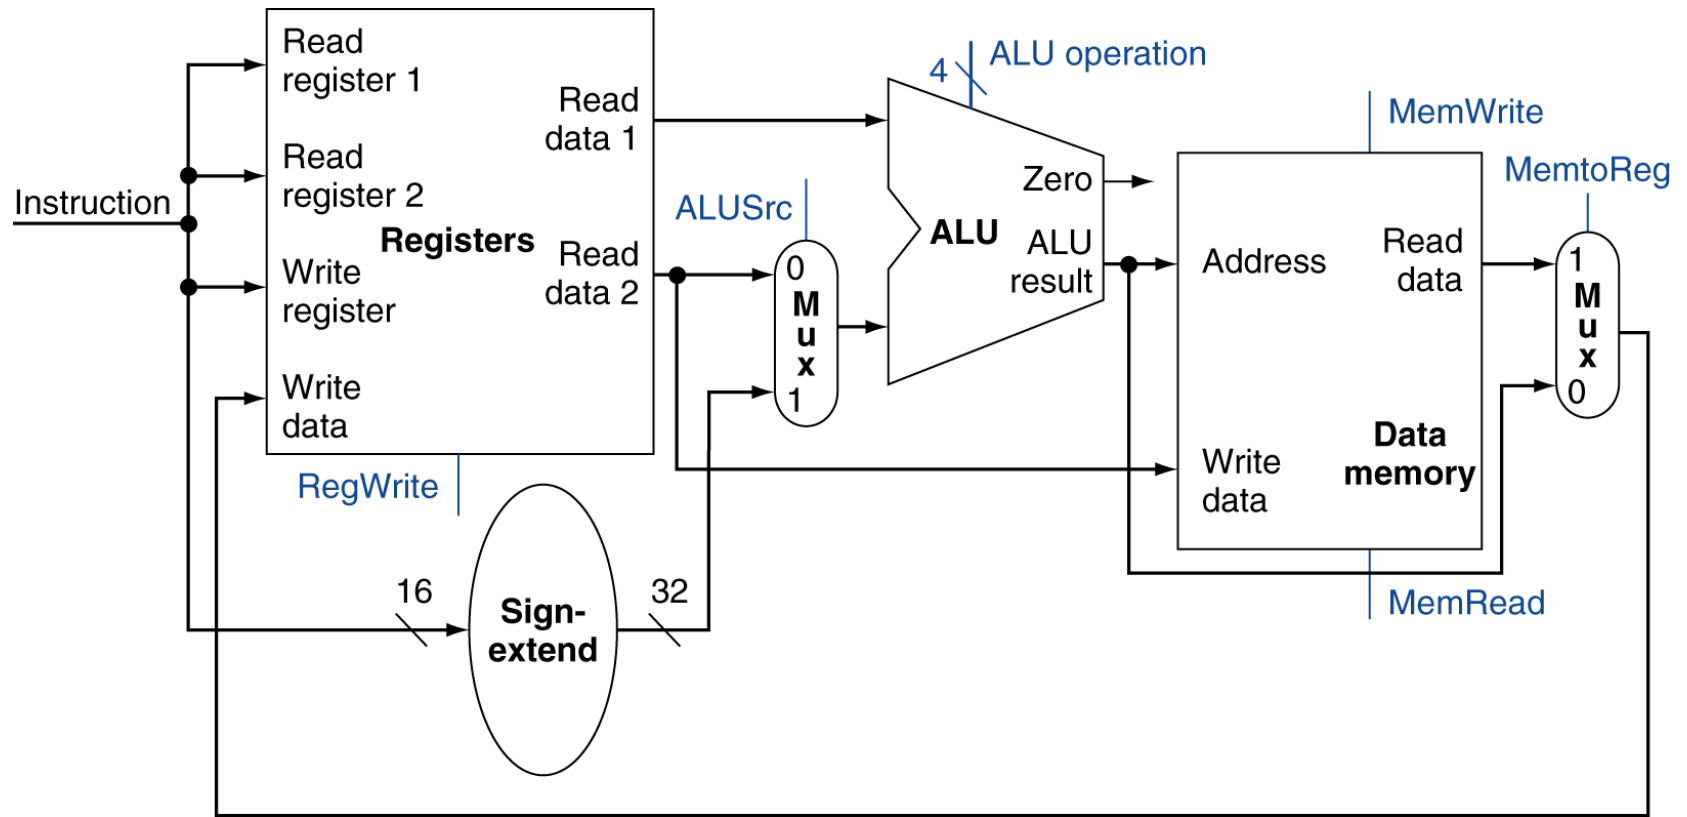 Instruction
Read
register 1
Read
register 2
Registers
Write
register
Write
data
Read
data 1
Read
data 2
RegWrite
16
Sign-
extend
32
ALUSrc
0
M
u
x
1
4
ALU operation
Zero
ALU
ALU
result
MemWrite
Address
Read
data
Write
data
Data
memory
MemRead
MemtoReg
1
M
u
x
0